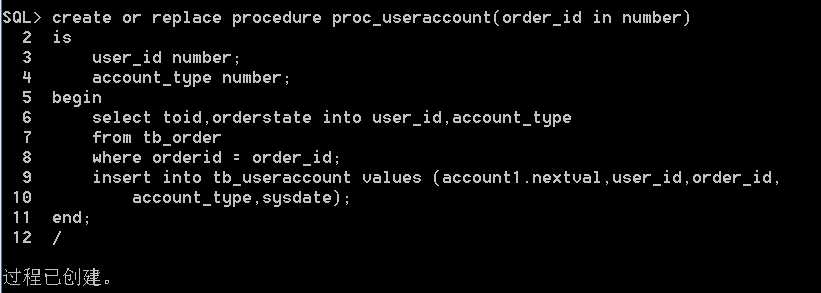 SQL> create or replace procedure proc_useraccount(order_id in number)
  2  is
  3      user_id number;
  4      account_type number;
  5  begin
  6      select toid,orderstate into user_id,account_type
  7      from tb_order
  8      where orderid = order_id;
  9      insert into tb_useraccount values (account1.nextval,user_id,order_id,
 10          account_type,sysdate);
 11  end;
 12  /
过程已创建。